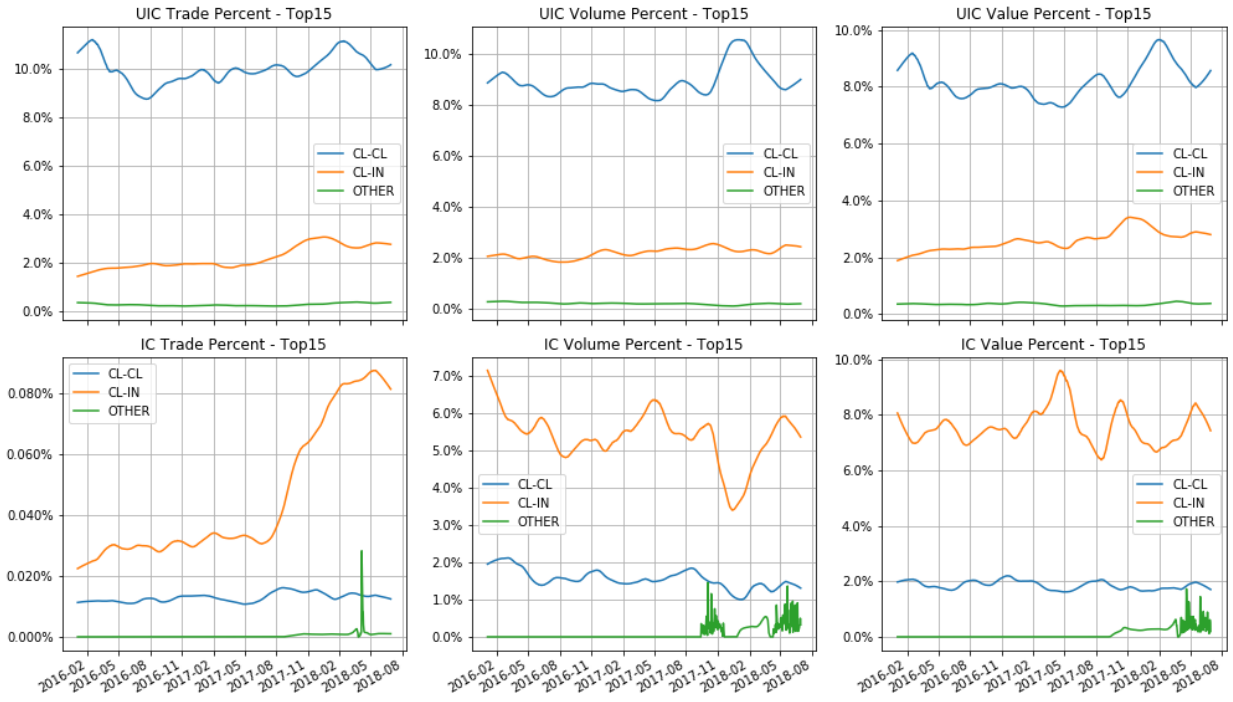 UIC Trade Percent - Top15
10.0%
8.0%
6.0%
4.0%
2.0%
0.0%
CL-CL
CL-IN
OTHER
UIC Volume Percent - Top15
10.0%
8.0%
6.0%
4.0%
2.0%
0.0%
CL-CL
CL-IN
OTHER
UIC Value Percent - Top15
10.0%
8.0%
6.0%
4.0%
2.0%
0.0%
CL-CL
CL-IN
OTHER
IC Trade Percent - Top15
0.080%
0.060%
0.040%
0.020%
0.000%
CL-CL
CL-IN
OTHER
2016-02
2016-05
2016-08
2016-11
2017-02
2017-05
2017-08
2017-11
2018-02
2018-05
2018-08
IC Volume Percent - Top15
7.0%
6.0%
5.0%
4.0%
3.0%
2.0%
1.0%
0.0%
CL-CL
CL-IN
OTHER
2016-02
2016-05
2016-08
2016-11
2017-02
2017-05
2017-08
2017-11
2018-02
2018-05
2018-08
IC Value Percent - Top15
10.0%
8.0%
6.0%
4.0%
2.0%
0.0%
CL-CL
CL-IN
OTHER
2016-02
2016-05
2016-08
2016-11
2017-02
2017-05
2017-08
2017-11
2018-02
2018-05
2018-08